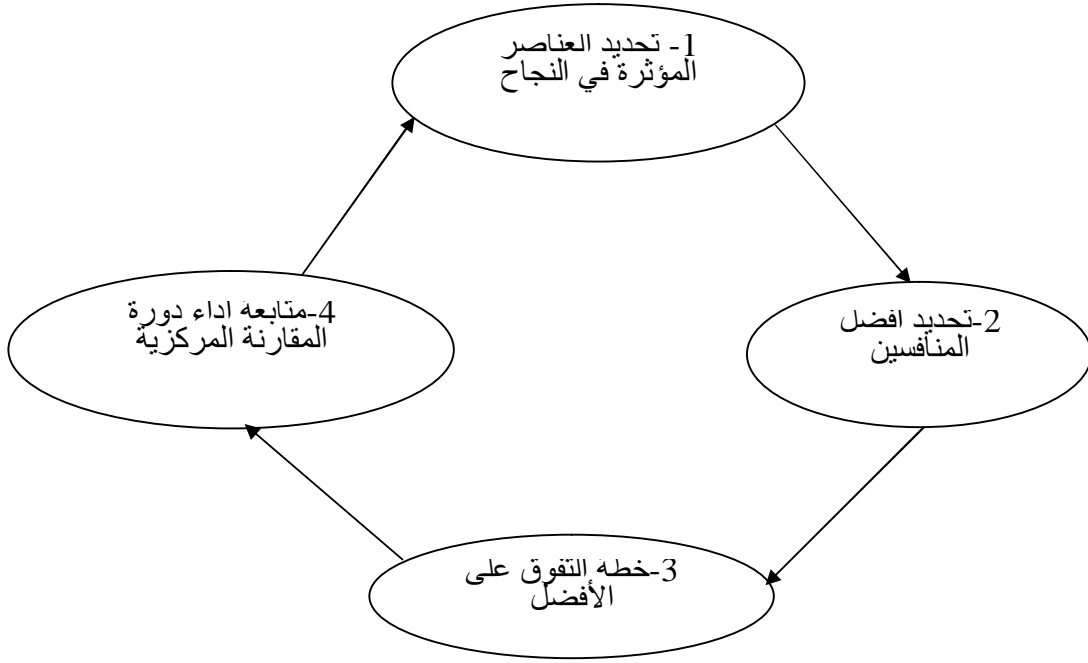 1- تحديد العناصر
المؤثرة في النجاح
2-تحديد افضل
المنافسين
3-خطة التفوق على
الأفضل
4-متابعة اداء دورة
المقارنة المركزية